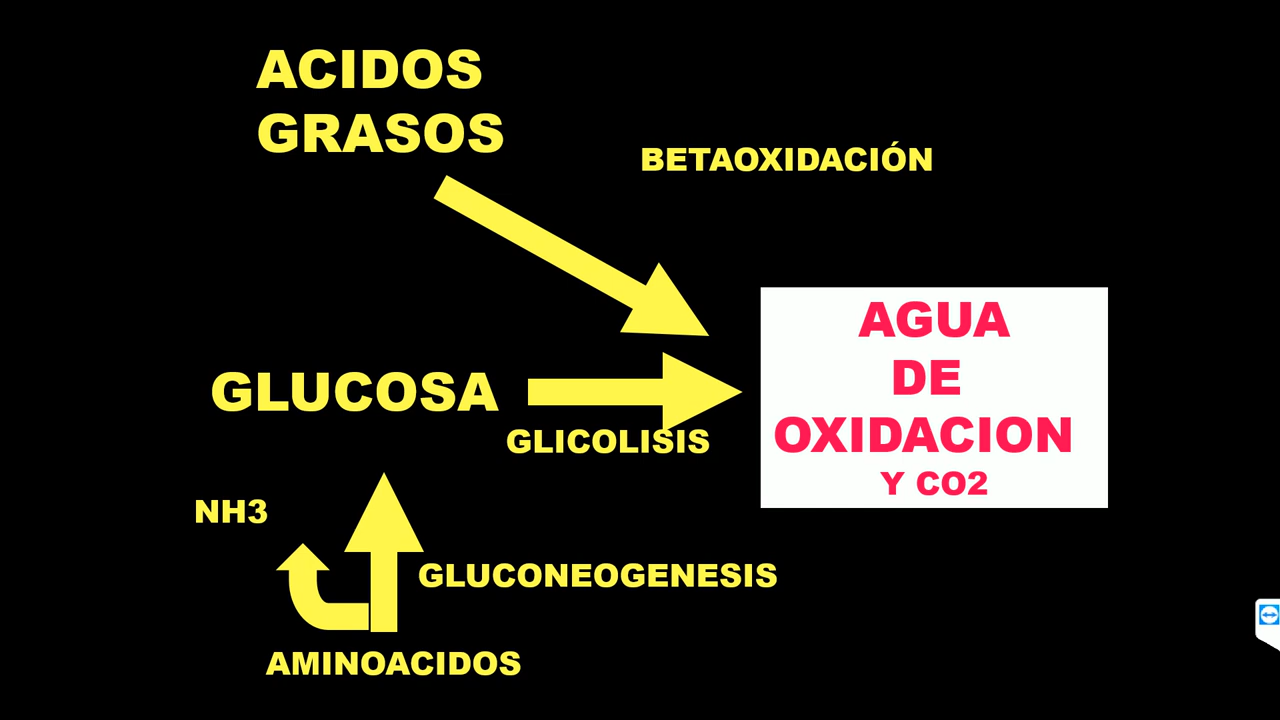 ACIDOS
GRASOS
BETAOXIDACIÓN
GLUCOSA
GLICOLISIS
AGUA
DE
OXIDACION
Y CO2
NH3
GLUCONEOGENESIS
AMINOACIDOS